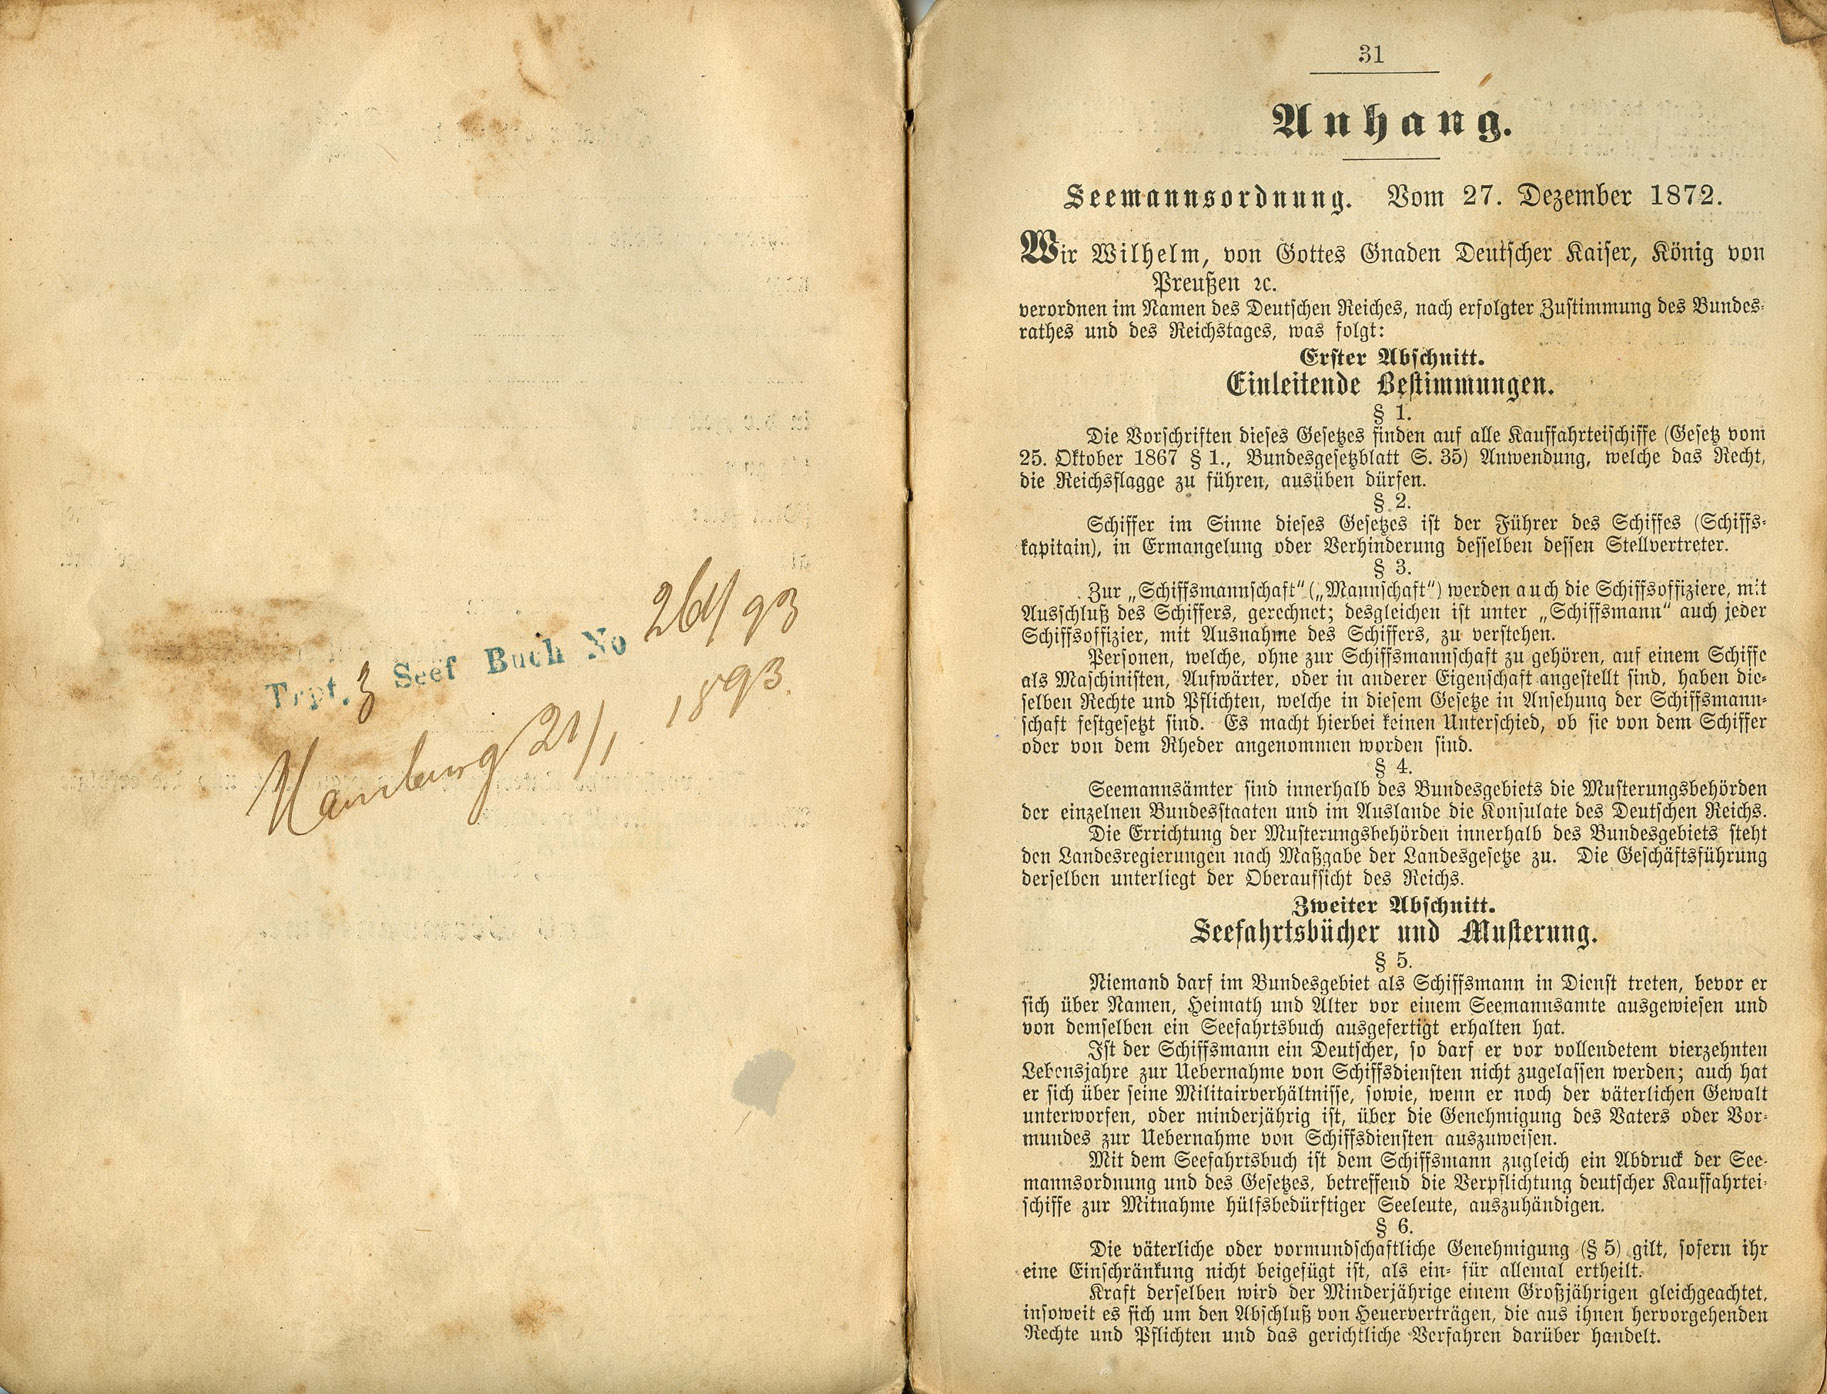 Trpt. 3 Seef Buch No 261/93
Hamburg 21/1 1893.
31
Anhang.
Seemannsordnung. Vom 27. Dezember 1872.
Wir Wilhelm, von Gottes Gnaden Deutscher Kaiser, König von
Preußen ꝛc.
verordnen im Namen des Deutschen Reiches, nach erfolgter Zustimmung des Bundes-
rathes und des Reichstages, was folgt:
Erster Abschnitt.
Einleitende Bestimmungen.
§ 1.
Die Vorschriften dieses Gesetzes finden auf alle Kauffahrteischiffe (Gesetz vom
25. Oktober 1867 § 1., Bundesgesetzblatt S. 35) Anwendung, welche das Recht,
die Reichsflagge zu führen, ausüben dürfen.
§ 2.
Schiffer im Sinne dieses Gesetzes ist der Führer des Schiffes (Schiffs-
kapitain), in Ermangelung oder Verhinderung desselben dessen Stellvertreter.
§ 3.
Zur „Schiffsmannschaft“ („Mannschaft“) werden auch die Schiffsoffiziere, mit
Ausschluß des Schiffers, gerechnet; desgleichen ist unter „Schiffsmann“ auch jeder
Schiffsoffizier, mit Ausnahme des Schiffers, zu verstehen.
Personen, welche, ohne zur Schiffsmannschaft zu gehören, auf einem Schiffe
als Maschinisten, Aufwärter, oder in anderer Eigenschaft angestellt sind, haben die-
selben Rechte und Pflichten, welche in diesem Gesetze in Ansehung der Schiffsmann-
schaft festgesetzt sind. Es macht hierbei keinen Unterschied, ob sie von dem Schiffer
oder von dem Rheder angenommen worden sind.
§ 4.
Seemannsämter sind innerhalb des Bundesgebiets die Musterungsbehörden
der einzelnen Bundesstaaten und im Auslande die Konsulate des Deutschen Reichs.
Die Errichtung der Musterungsbehörden innerhalb des Bundesgebiets steht
den Landesregierungen nach Maßgabe der Landesgesetze zu. Die Geschäftsführung
derselben unterliegt der Oberaufsicht des Reichs.
Zweiter Abschnitt.
Seefahrtsbücher und Musterung.
§ 5.
Niemand darf im Bundesgebiet als Schiffsmann in Dienst treten, bevor er
sich über Namen, Heimath und Alter vor einem Seemannsamte ausgewiesen und
von demselben ein Seefahrtsbuch ausgefertigt erhalten hat.
Ist der Schiffsmann ein Deutscher, so darf er vor vollendetem vierzehnten
Lebensjahre zur Uebernahme von Schiffsdiensten nicht zugelassen werden; auch hat
er sich über seine Militairverhältnisse, sowie, wenn er noch der väterlichen Gewalt
unterworfen, oder minderjährig ist, über die Genehmigung des Vaters oder Vor-
mundes zur Uebernahme von Schiffsdiensten auszuweisen.
Mit dem Seefahrtsbuch ist dem Schiffsmann zugleich ein Abdruck der See-
mannsordnung und des Gesetzes, betreffend die Verpflichtung deutscher Kauffahrtei-
schiffe zur Mitnahme hülfsbedürftiger Seeleute, auszuhändigen.
§ 6.
Die väterliche oder vormundschaftliche Genehmigung (§ 5) gilt, sofern ihr
eine Einschränkung nicht beigefügt ist, als ein- für allemal ertheilt.
Kraft derselben wird der Minderjährige einem Großjährigen gleichgeachtet,
insoweit es sich um den Abschluß von Heuerverträgen, die aus ihnen hervorgehenden
Rechte und Pflichten und das gerichtliche Verfahren darüber handelt.